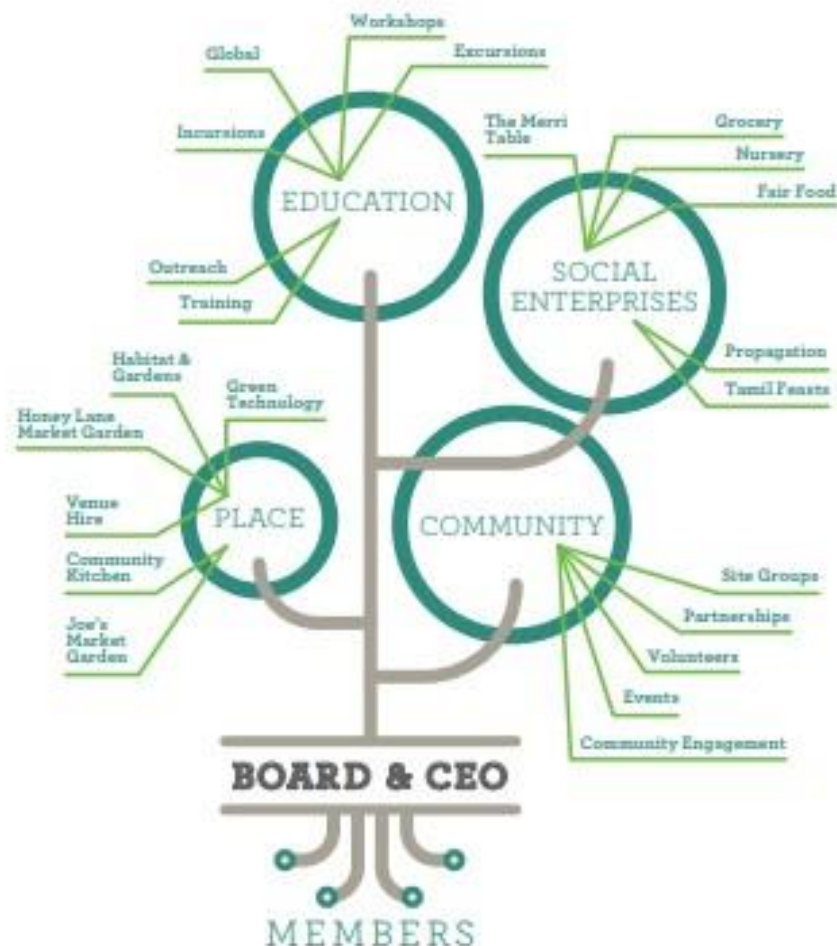 Workshops
Global
Excursions
Incursions
EDUCATION
Outreach
Training
The Merri
Table
Grocery
Nursery
Fair Food
SOCIAL
ENTERPRISES
Propagation
Tamil Feasts
Habitat &
Gardens
Green
Technology
Honey Lane
Market Garden
Venue
Hire
PLACE
Community
Kitchen
Joe's
Market
Garden
COMMUNITY
Site Groups
Partnerships
Volunteers
Events
Community Engagement
BOARD & CEO
MEMBERS